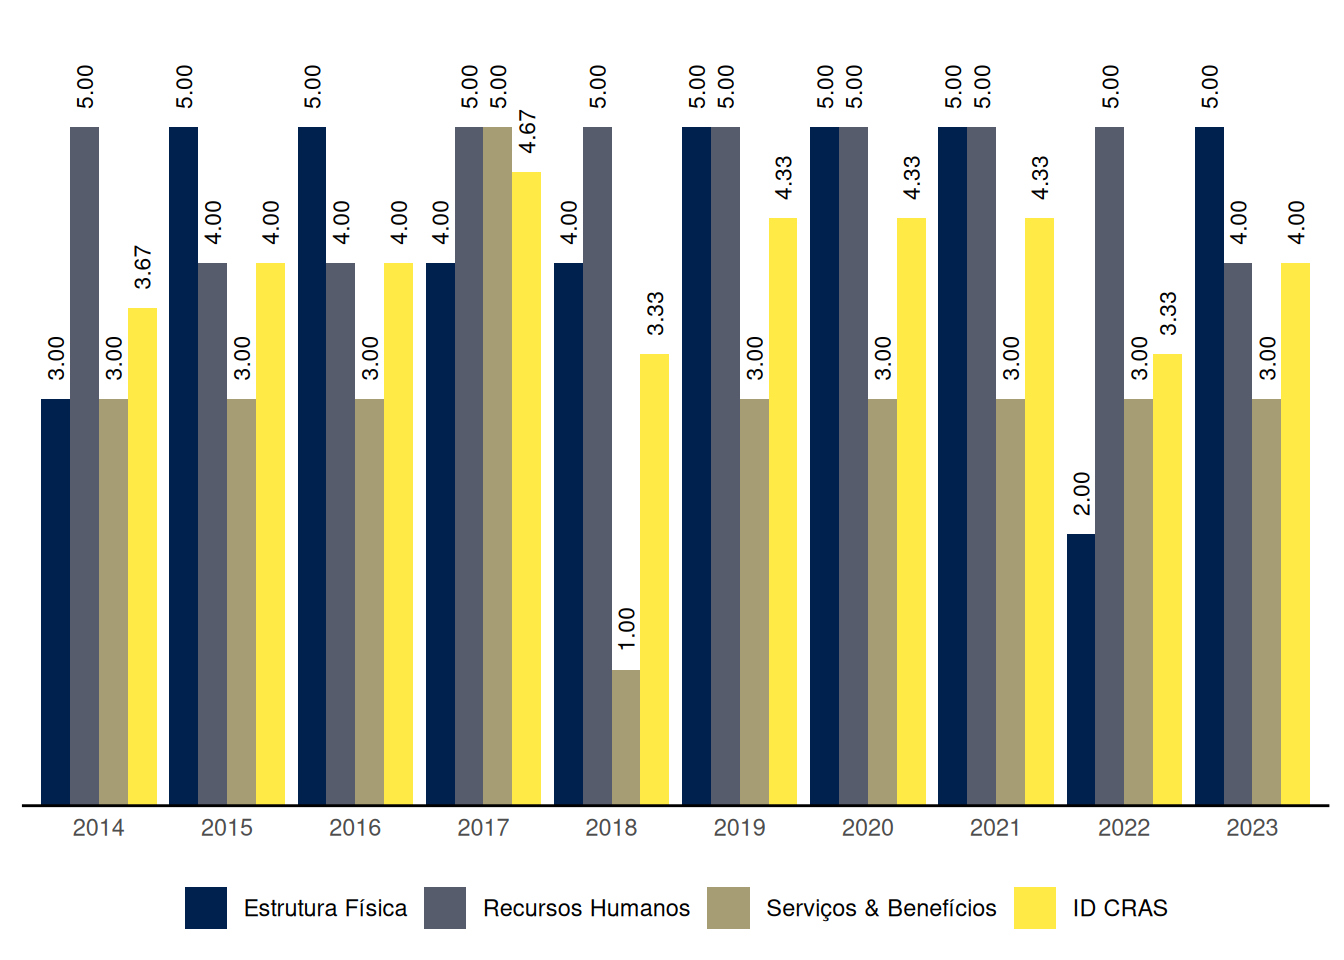 3.00 5.00 3.00 3.67 5.00 4.00 3.00 4.00 5.00 4.00 3.00 4.00 4.00 5.00 5.00 4.67 4.00 5.00 1.00 3.33 5.00 5.00 3.00 4.33 5.00 5.00 3.00 4.33 5.00 5.00 3.00 4.33 2.00 5.00 3.00 3.33 5.00 4.00 3.00 4.00
2014 2015 2016 2017 2018 2019 2020 2021 2022 2023
Estrutura Física Recursos Humanos Serviços & Benefícios ID CRAS